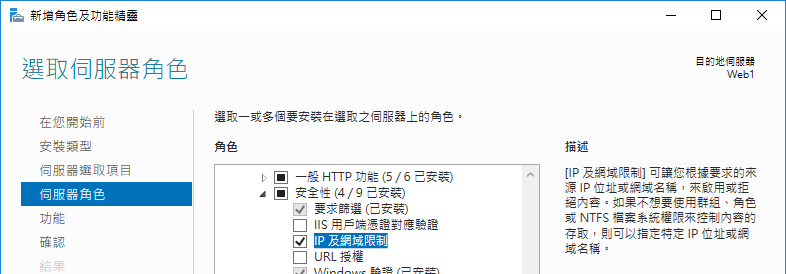 新增角色及功能精靈
選取伺服器角色
目的地伺服器
Web1
在您開始前
安裝類型
伺服器選取項目
伺服器角色
功能
確認
結果
選取一或多個要安裝在選取之伺服器上的角色。
角色
一般 HTTP 功能 (5 / 6 已安裝)
安全性 (4 / 9 已安裝)
要求篩選 (已安裝)
IIS 用戶端憑證對應驗證
IP 及網域限制
URL 授權
Windows 驗證 (已安裝)
描述
[IP 及網域限制] 可讓您根據要求的來
源 IP 位址或網域名稱，來啟用或拒
絕內容。如果不想要使用群組、角色
或 NTFS 檔案系統權限來控制內容的
存取，則可以指定特定 IP 位址或網
域名稱。